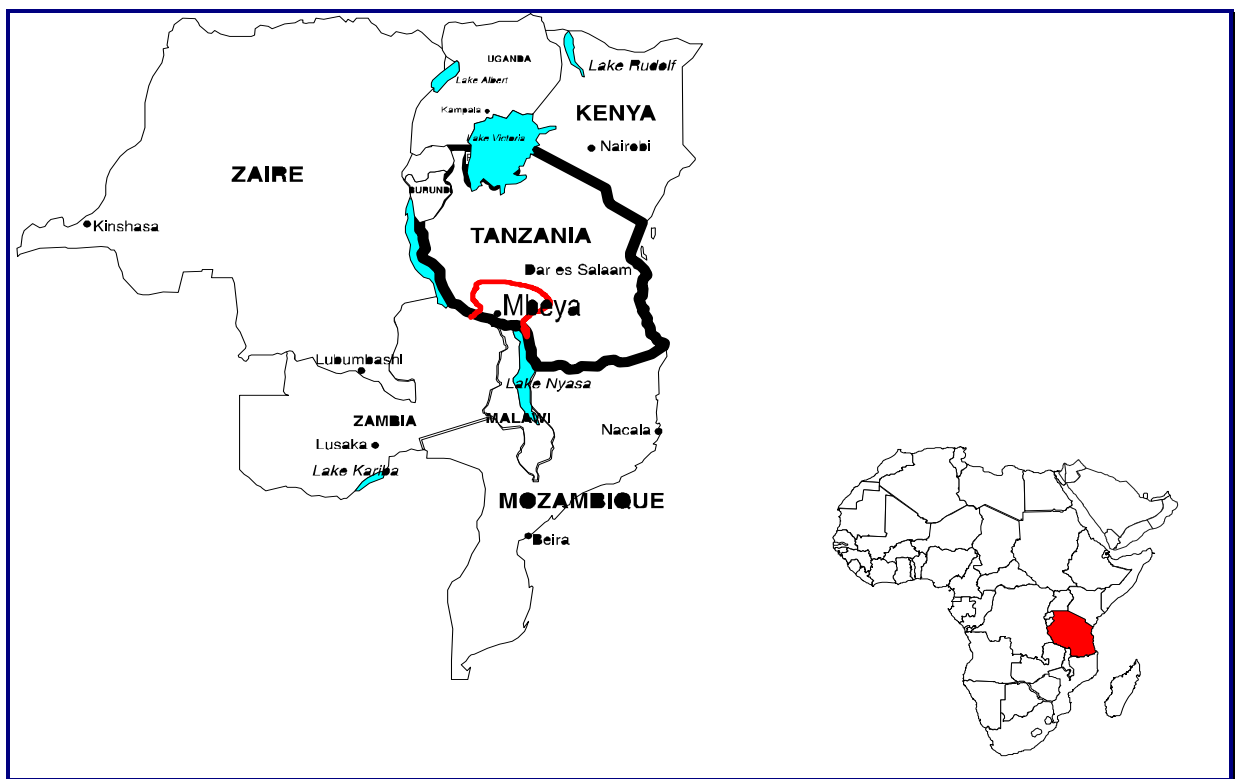 UGANDA
Lake Rudolf
Lake Albert
Kampala
KENYA
Lake Victoria
Nairobi
ZAIRE
BURUNDI
Kinshasa
TANZANIA
Dar es Salaam
Mbeya
Lubumbashi
Lake Nyasa
ZAMBIA
MALAWI
Nacala
Lusaka
Lake Kariba
MOZAMBIQUE
Beira